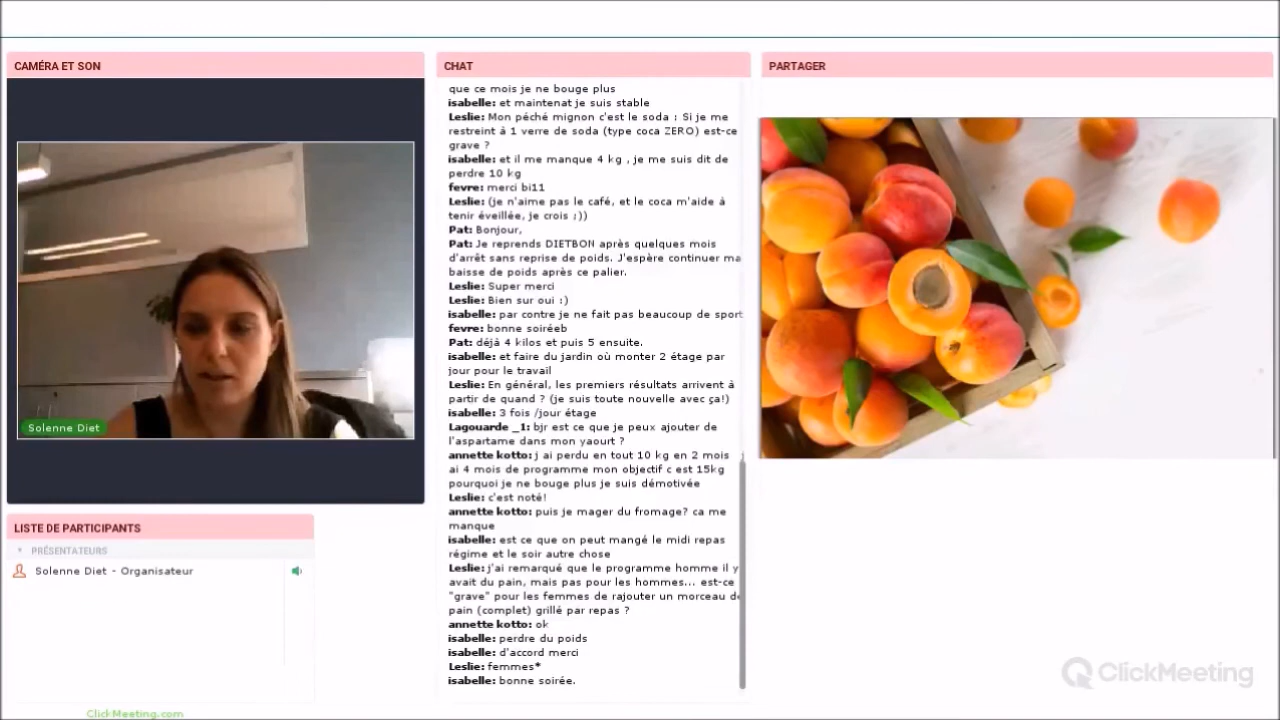 CAMÉRA ET SON
Solenne Diet
LISTE DE PARTICIPANTS
PRÉSENTATEURS
Solenne Diet - Organisateur
ClickMeeting.com
CHAT
que ce mois je ne bouge plus
isabelle: et maintenat je suis stable
Leslie: Mon péché mignon c'est le soda : Si je me
restreint à 1 verre de soda (type coca ZERO) est-ce
grave ?
isabelle: et il me manque 4 kg , je me suis dit de
perdre 10 kg
fevre: merci bi11
Leslie: (je n'aime pas le café, et le coca m'aide à
tenir éveillée, je crois ;))
Pat: Bonjour,
Pat: Je reprends DIETBON après quelques mois
d'arrêt sans reprise de poids. J'espère continuer ma
baisse de poids après ce palier.
Leslie: Super merci
Leslie: Bien sur oui :)
isabelle: par contre je ne fait pas beaucoup de sport
fevre: bonne soiréeb
Pat: déjà 4 kilos et puis 5 ensuite.
isabelle: et faire du jardin où monter 2 étage par
jour pour le travail
Leslie: En général, les premiers résultats arrivent à
partir de quand ? (je suis toute nouvelle avec ça!)
isabelle: 3 fois /jour étage
Lagouarde _1: bjr est ce que je peux ajouter de
l'aspartame dans mon yaourt ?
annette kotto: j ai perdu en tout 10 kg en 2 mois j
ai 4 mois de programme mon objectif c est 15kg
pourquoi je ne bouge plus je suis démotivée
Leslie: c'est noté!
annette kotto: puis je mager du fromage? ca me
manque
isabelle: est ce que on peut mangé le midi repas
régime et le soir autre chose
Leslie: j'ai remarqué que le programme homme il y
avait du pain, mais pas pour les hommes... est-ce
"grave" pour les femmes de rajouter un morceau de
pain (complet) grillé par repas ?
annette kotto: ok
isabelle: perdre du poids
isabelle: d'accord merci
Leslie: femmes*
isabelle: bonne soirée.
PARTAGER
ClickMeeting